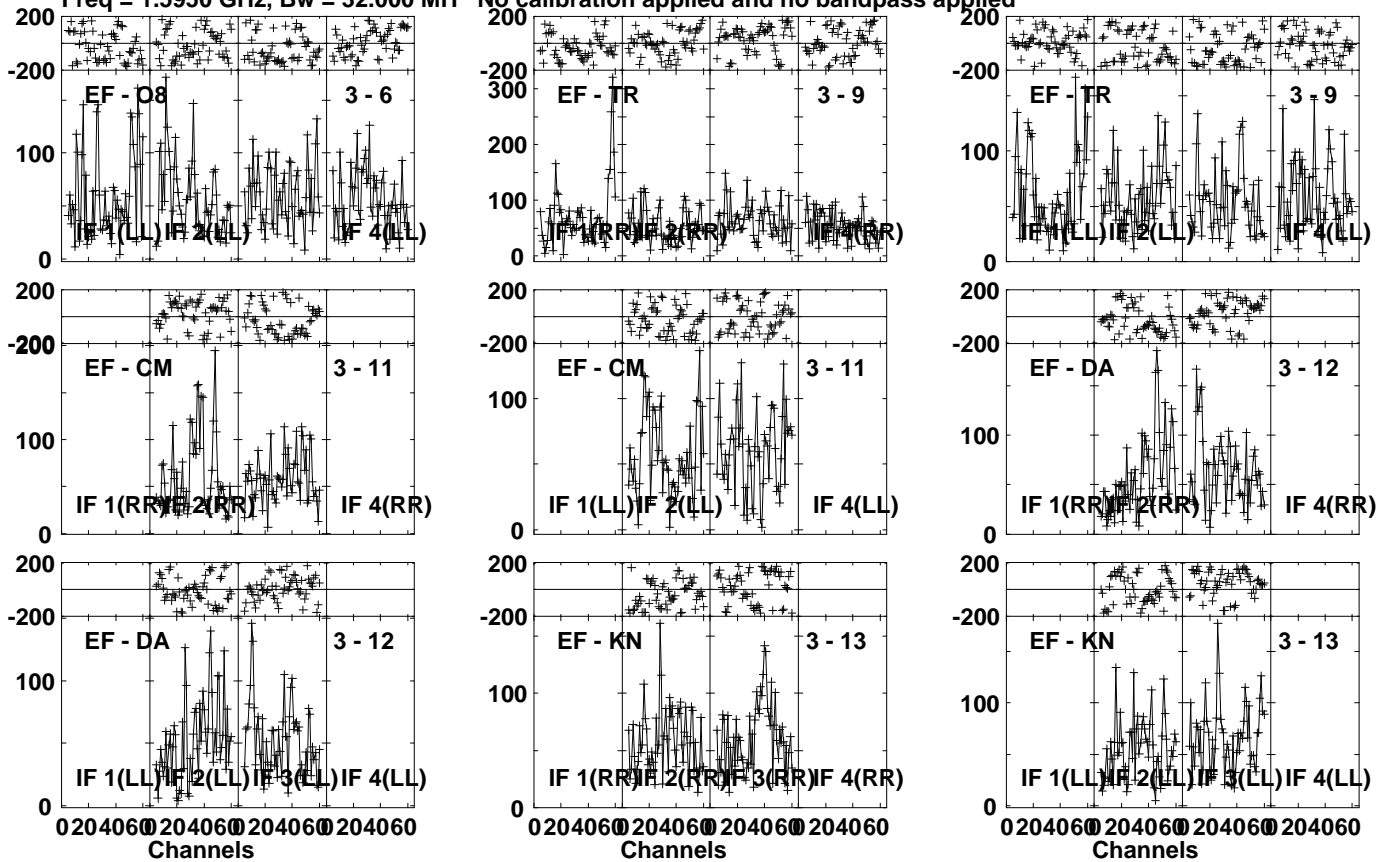 Freq = 1.5950 GHz, Bw = 32.000 MH No calibration applied and no bandpass applied
200 200 200
-200 -200 -200
EF - O8 3 - 6 300 EF - TR 3 - 9 EF - TR 3 - 9
200
100 100 100
IF 1(LL) IF 2(LL) IF 4(LL) IF 1(RR) IF 2(RR) IF 4(RR) IF 1(LL) IF 2(LL) IF 4(LL)
0 0 0
200 200 200
-200 -200 -200
200 EF - CM 3 - 11 EF - CM 3 - 11 EF - DA 3 - 12
100 100 100
IF 1(RR) IF 2(RR) IF 4(RR) IF 1(LL) IF 2(LL) IF 4(LL) IF 1(RR) IF 2(RR) IF 4(RR)
0 0 0
200 200 200
-200 -200 -200
EF - DA 3 - 12 EF - KN 3 - 13 EF - KN 3 - 13
100 100 100
IF 1(LL) IF 2(LL) IF 3(LL) IF 4(LL) IF 1(RR) IF 2(RR) IF 3(RR) IF 4(RR) IF 1(LL) IF 2(LL) IF 3(LL) IF 4(LL)
0 0 0
0 20 40 60 0 20 40 60 0 20 40 60 0 20 40 60 0 20 40 60 0 20 40 60 0 20 40 60 0 20 40 60 0 20 40 60 0 20 40 60 0 20 40 60 0 20 40 60
Channels Channels Channels